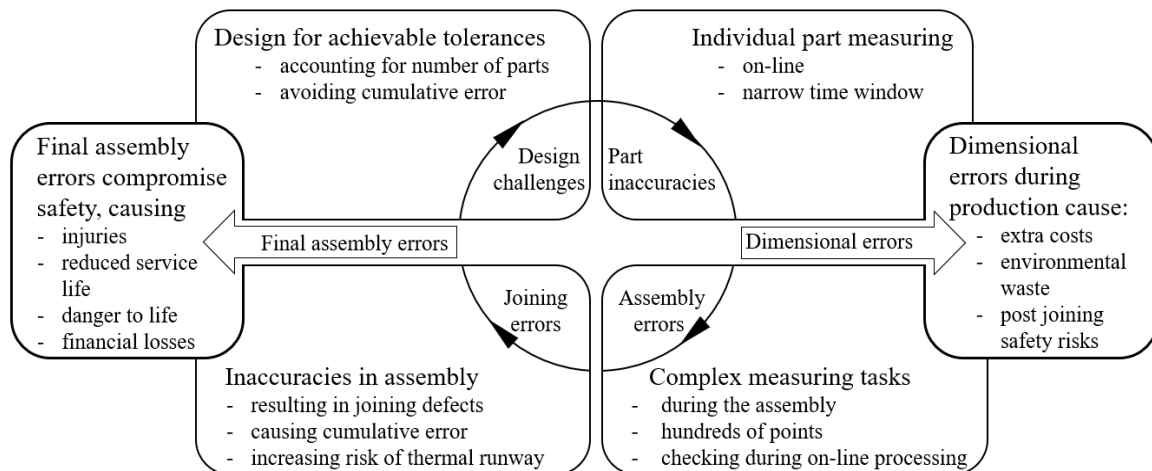 Design for achievable tolerances
- accounting for number of parts
- avoiding cumulative error
Individual part measuring
- on-line
- narrow time window
Final assembly
errors compromise
safety, causing
- injuries
- reduced service
life
- danger to life
- financial losses
Design
challenges
Part
inaccuracies
Dimensional
errors during
production cause:
- extra costs
- environmental
waste
- post joining
safety risks
Final assembly errors
Dimensional errors
Joining
errors
Assembly
errors
Inaccuracies in assembly
- resulting in joining defects
- causing cumulative error
- increasing risk of thermal runway
Complex measuring tasks
- during the assembly
- hundreds of points
- checking during on-line processing